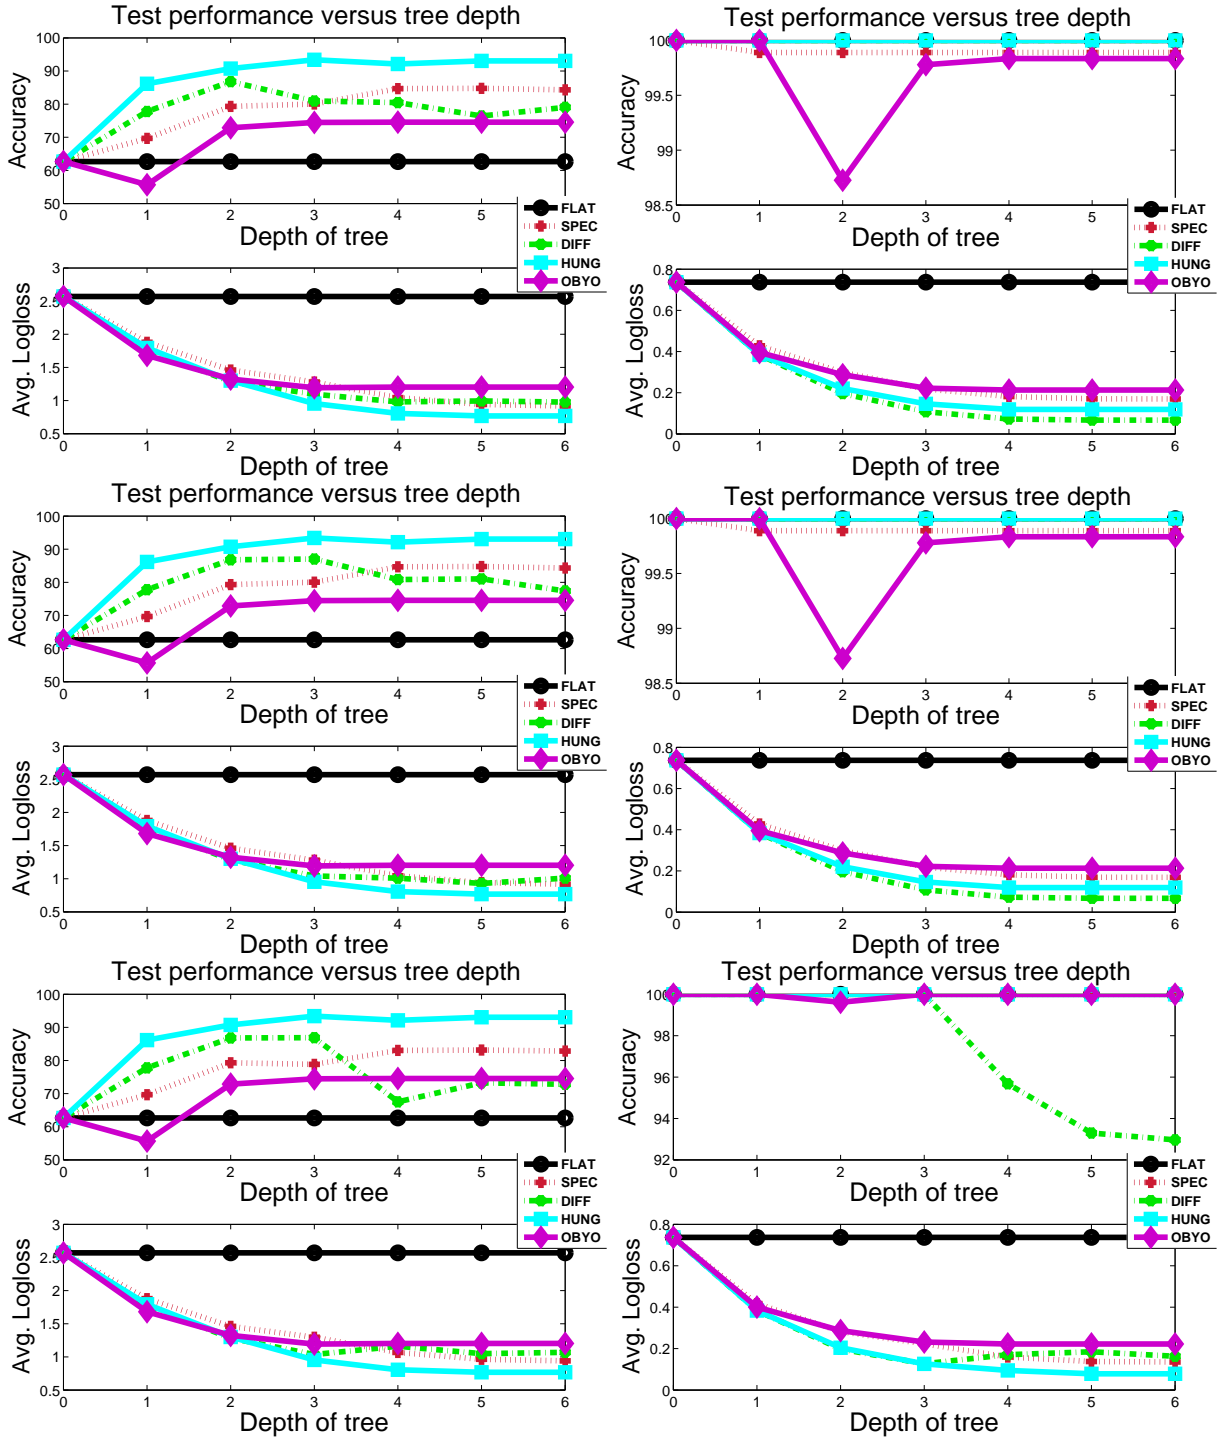 Test performance versus tree depth
100
90
80
70
60
50
Accuracy
0 1 2 3 4 5
Depth of tree
FLAT
SPEC
DIFF
HUNG
OBYO
3
2.5
2
1.5
1
0.5
Avg. Logloss
0 1 2 3 4 5 6
Depth of tree
Test performance versus tree depth
100
99.5
99
98.5
Accuracy
0 1 2 3 4 5
Depth of tree
FLAT
SPEC
DIFF
HUNG
OBYO
0.8
0.6
0.4
0.2
0
Avg. Logloss
0 1 2 3 4 5 6
Depth of tree
Test performance versus tree depth
100
90
80
70
60
50
Accuracy
0 1 2 3 4 5
Depth of tree
FLAT
SPEC
DIFF
HUNG
OBYO
3
2.5
2
1.5
1
0.5
Avg. Logloss
0 1 2 3 4 5 6
Depth of tree
Test performance versus tree depth
100
99.5
99
98.5
Accuracy
0 1 2 3 4 5
Depth of tree
FLAT
SPEC
DIFF
HUNG
OBYO
0.8
0.6
0.4
0.2
0
Avg. Logloss
0 1 2 3 4 5 6
Depth of tree
Test performance versus tree depth
100
90
80
70
60
50
Accuracy
0 1 2 3 4 5
Depth of tree
FLAT
SPEC
DIFF
HUNG
OBYO
3
2.5
2
1.5
1
0.5
Avg. Logloss
0 1 2 3 4 5 6
Depth of tree
Test performance versus tree depth
100
98
96
94
92
Accuracy
0 1 2 3 4 5
Depth of tree
FLAT
SPEC
DIFF
HUNG
OBYO
0.8
0.6
0.4
0.2
0
Avg. Logloss
0 1 2 3 4 5 6
Depth of tree